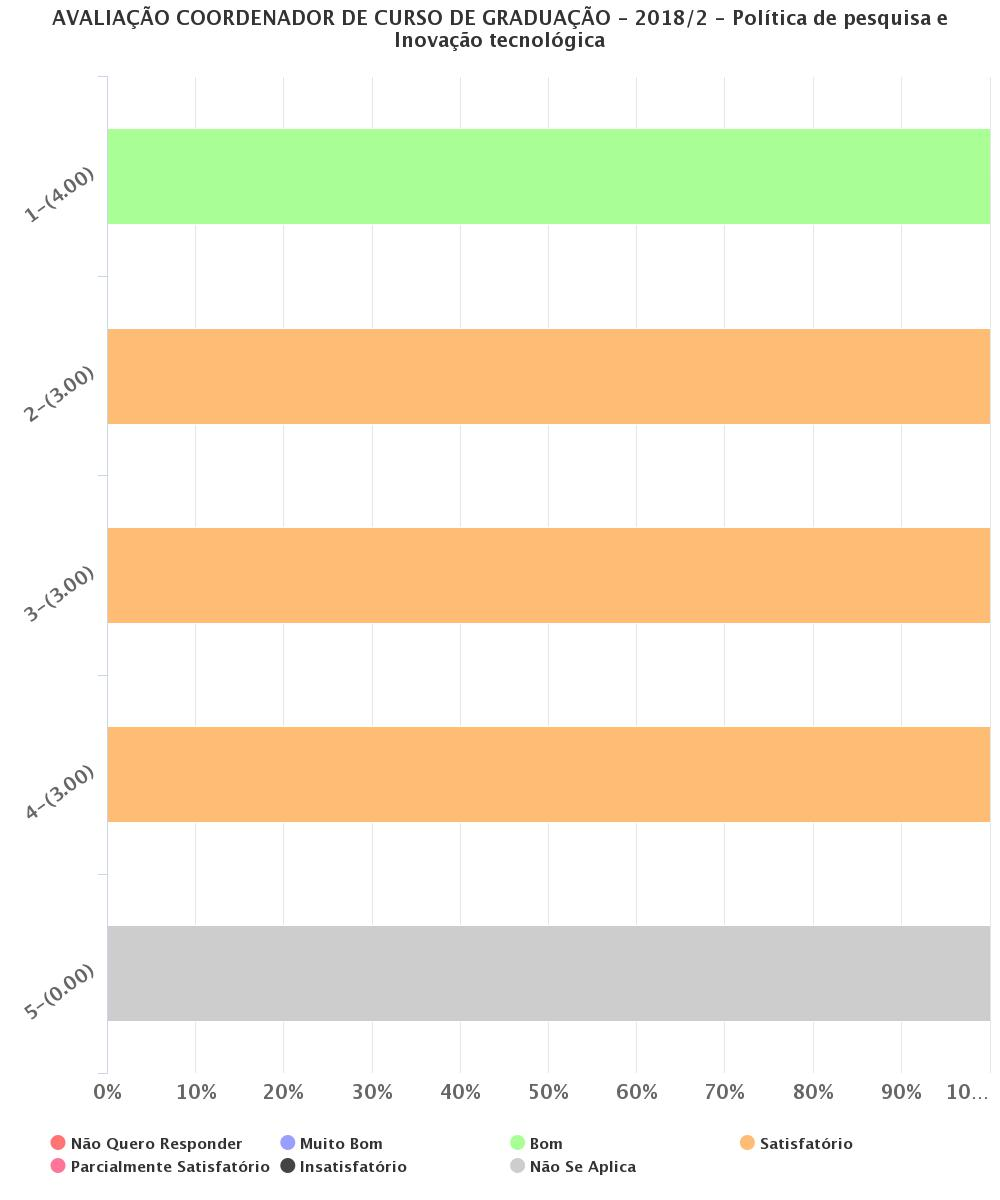 AVALIAÇÃO COORDENADOR DE CURSO DE GRADUAÇÃO - 2018/2 - Política de pesquisa e
Inovação tecnológica
1-(4.00)
2-(3.00)
3-(3.00)
4-(3.00)
5-(0.00)
0% 10% 20% 30% 40% 50% 60% 70% 80% 90% 10...
Não Quero Responder Muito Bom Bom Satisfatório
Parcialmente Satisfatório Insatisfatório Não Se Aplica